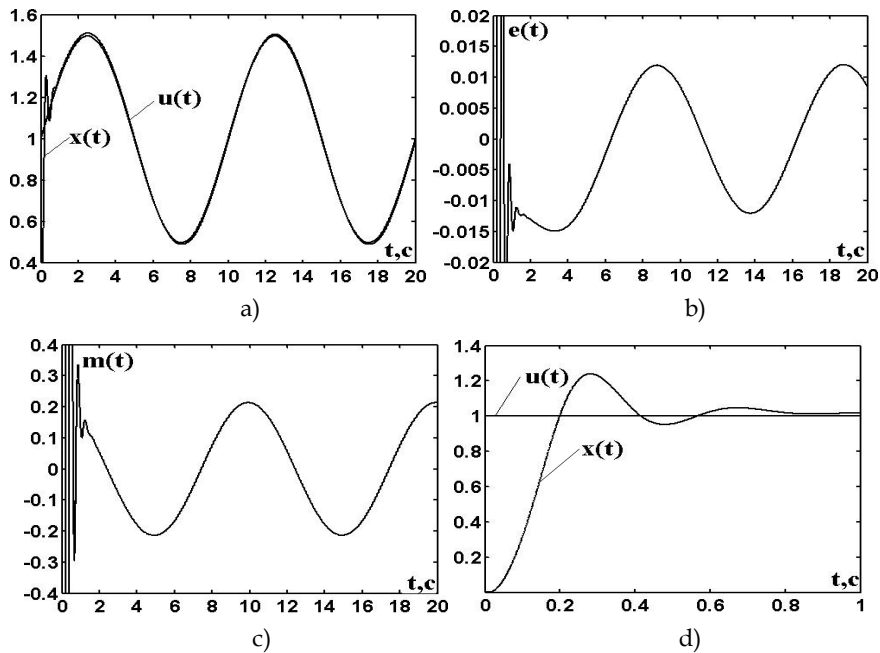 1.6
1.4
1.2
1
0.8
0.6
0.4
u(t)
x(t)
t,c
0 2 4 6 8 10 12 14 16 18 20
a)
0.02
0.015
0.01
0.005
0
-0.005
-0.01
-0.015
-0.02
e(t)
t,c
0 2 4 6 8 10 12 14 16 18 20
b)
0.4
0.3
0.2
0.1
0
-0.1
-0.2
-0.3
-0.4
m(t)
t,c
0 2 4 6 8 10 12 14 16 18 20
c)
1.4
1.2
1
0.8
0.6
0.4
0.2
u(t)
x(t)
t,c
0 0.2 0.4 0.6 0.8 1
d)